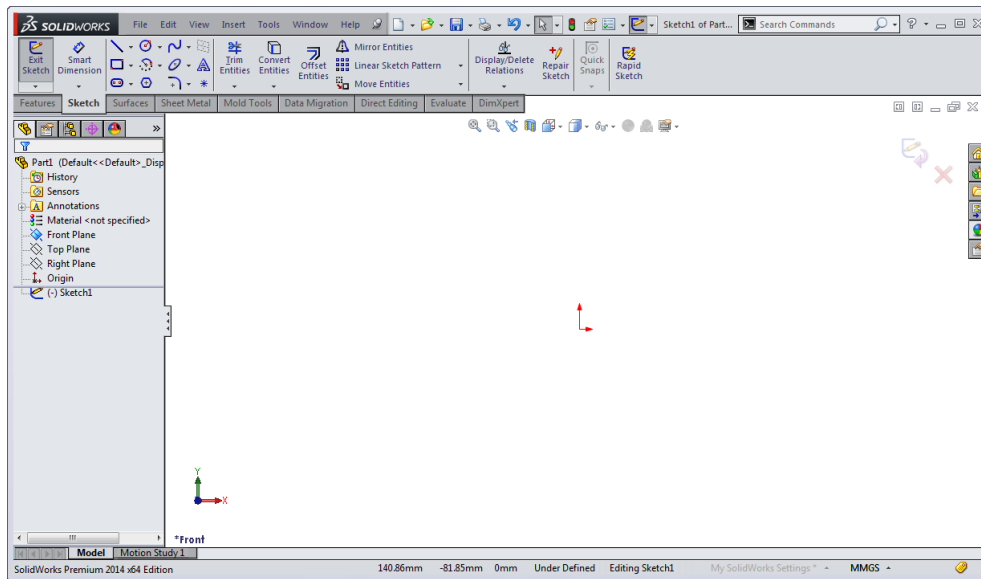 SOLIDWORKS File Edit View Insert Tools Window Help Sketch1 of Part... Search Commands
Exit Sketch Smart Dimension Trim Entities Convert Entities Offset Entities Mirror Entities Linear Sketch Pattern Move Entities Display/Delete Relations Repair Sketch Quick Snaps Rapid Sketch
Features Sketch Surfaces Sheet Metal Mold Tools Data Migration Direct Editing Evaluate DimXpert
Part1 (Default<<Default>_Disp
History
Sensors
Annotations
Material <not specified>
Front Plane
Top Plane
Right Plane
Origin
(-) Sketch1
Y
X
*Front
Model Motion Study 1
SolidWorks Premium 2014 x64 Edition 140.86mm -81.85mm 0mm Under Defined Editing Sketch1 My SolidWorks Settings * MMGS